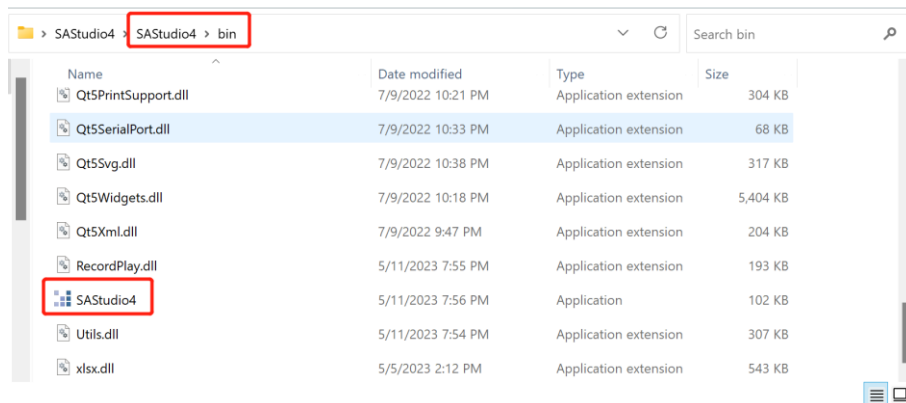 SAStudio4 > SAStudio4 > bin Search bin
Name Date modified Type Size
Qt5PrintSupport.dll 7/9/2022 10:21 PM Application extension 304 KB
Qt5SerialPort.dll 7/9/2022 10:33 PM Application extension 68 KB
Qt5Svg.dll 7/9/2022 10:38 PM Application extension 317 KB
Qt5Widgets.dll 7/9/2022 10:18 PM Application extension 5,404 KB
Qt5Xml.dll 7/9/2022 9:47 PM Application extension 204 KB
RecordPlay.dll 5/11/2023 7:55 PM Application extension 193 KB
SAStudio4 5/11/2023 7:56 PM Application 102 KB
Utils.dll 5/11/2023 7:54 PM Application extension 307 KB
xlsx.dll 5/5/2023 2:12 PM Application extension 543 KB